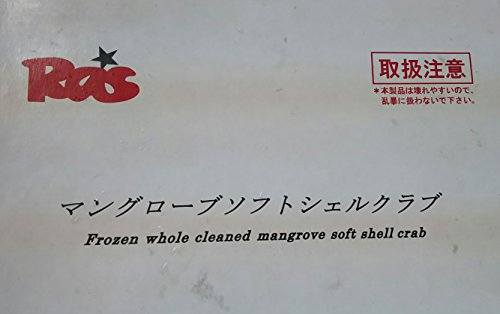 Ras
取扱注意
*本製品は壊れやすいので、
乱暴に扱わないで下さい。
マングローブソフトシェルクラブ
Frozen whole cleaned mangrove soft shell crab